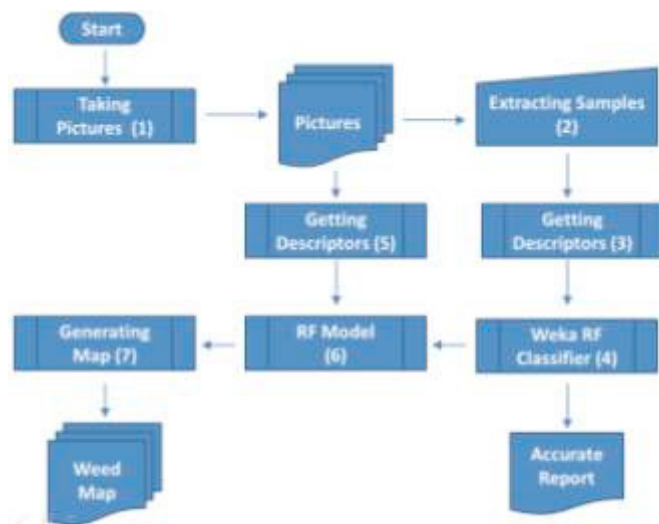 Start
Taking
Pictures (1)
Pictures
Extracting Samples
(2)
Getting
Descriptors (5)
Getting
Descriptors (3)
Generating
Map (7)
RF Model
(6)
Weka RF
Classifier (4)
Weed
Map
Accurate
Report